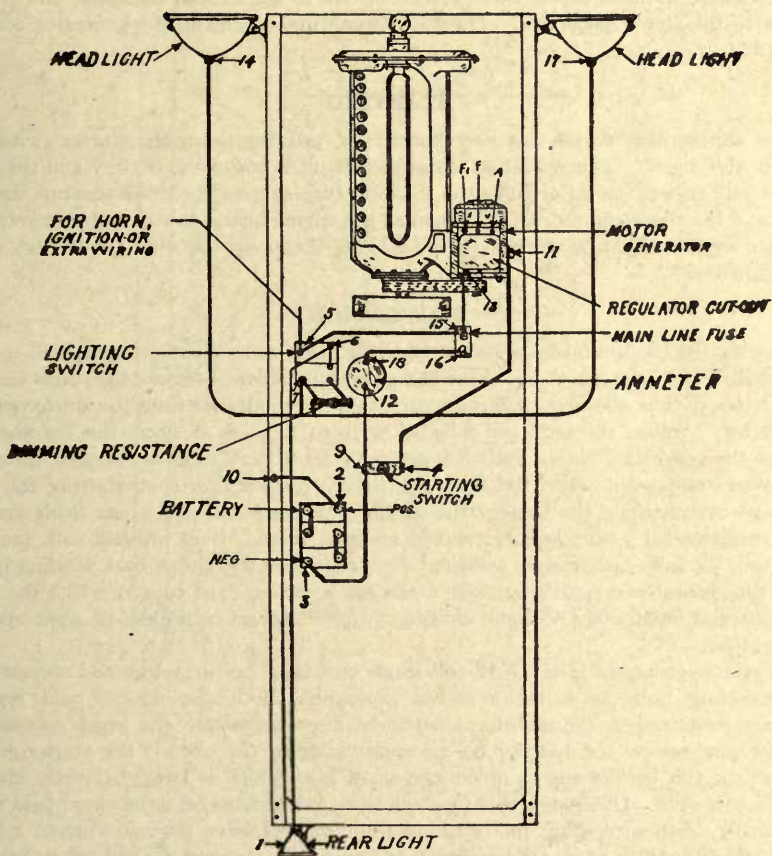 HEADLIGHT
14
17
HEAD LIGHT
F₁ F A
MOTOR
GENERATOR
11
FOR HORN,
IGNITION OR
EXTRA WIRING
13
REGULATOR CUT-OUT
5
15
MAIN LINE FUSE
6
LIGHTING
SWITCH
16
18
AMMETER
12
DIMMING RESISTANCE
9
4
STARTING
SWITCH
10
2
BATTERY
POS.
NEG
3
1
REAR LIGHT